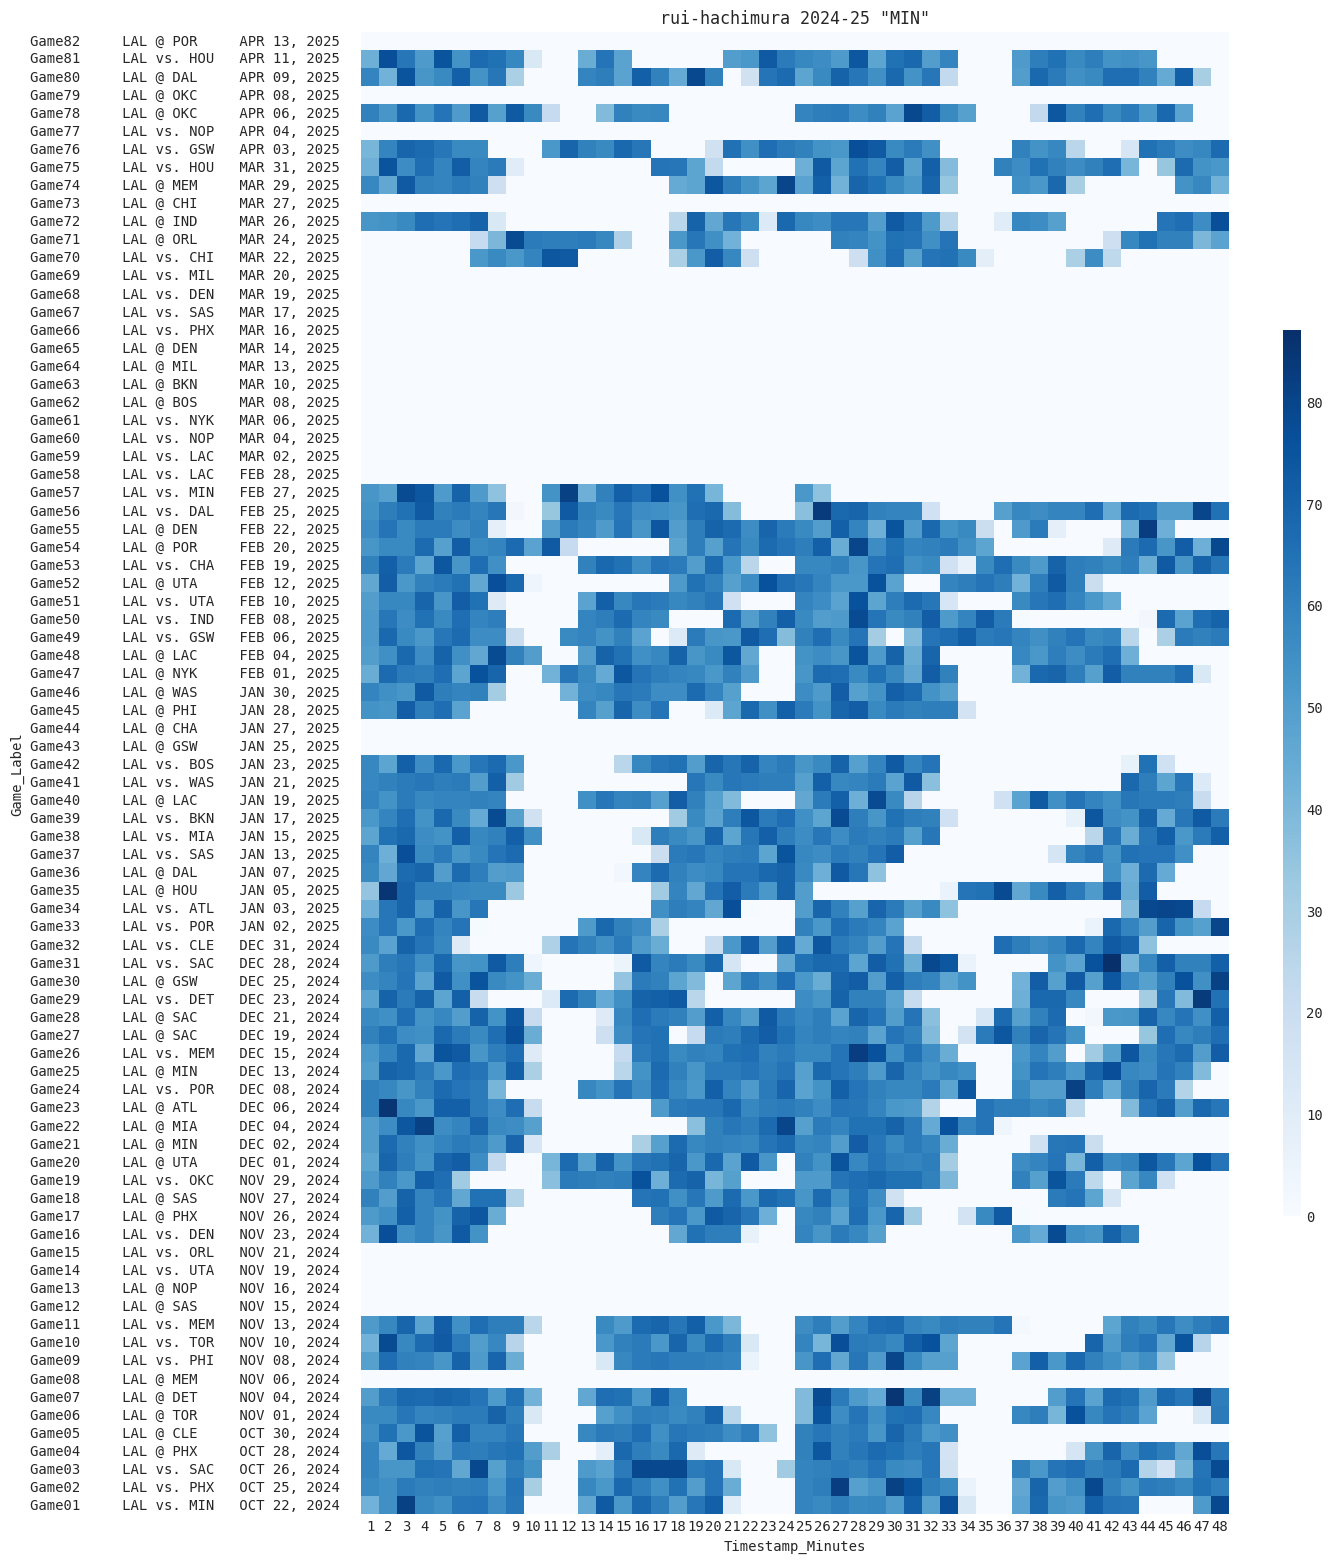 rui-hachimura 2024-25 "MIN"
Game82 LAL @ POR APR 13, 2025
Game81 LAL vs. HOU APR 11, 2025
Game80 LAL @ DAL APR 09, 2025
Game79 LAL @ OKC APR 08, 2025
Game78 LAL @ OKC APR 06, 2025
Game77 LAL vs. NOP APR 04, 2025
Game76 LAL vs. GSW APR 03, 2025
Game75 LAL vs. HOU MAR 31, 2025
Game74 LAL @ MEM MAR 29, 2025
Game73 LAL @ CHI MAR 27, 2025
Game72 LAL @ IND MAR 26, 2025
Game71 LAL @ ORL MAR 24, 2025
Game70 LAL vs. CHI MAR 22, 2025
Game69 LAL vs. MIL MAR 20, 2025
Game68 LAL vs. DEN MAR 19, 2025
Game67 LAL vs. SAS MAR 17, 2025
Game66 LAL vs. PHX MAR 16, 2025
Game65 LAL @ DEN MAR 14, 2025
Game64 LAL @ MIL MAR 13, 2025
Game63 LAL @ BKN MAR 10, 2025
Game62 LAL @ BOS MAR 08, 2025
Game61 LAL vs. NYK MAR 06, 2025
Game60 LAL vs. NOP MAR 04, 2025
Game59 LAL vs. LAC MAR 02, 2025
Game58 LAL vs. LAC FEB 28, 2025
Game57 LAL vs. MIN FEB 27, 2025
Game56 LAL vs. DAL FEB 25, 2025
Game55 LAL @ DEN FEB 22, 2025
Game54 LAL @ POR FEB 20, 2025
Game53 LAL vs. CHA FEB 19, 2025
Game52 LAL @ UTA FEB 12, 2025
Game51 LAL vs. UTA FEB 10, 2025
Game50 LAL vs. IND FEB 08, 2025
Game49 LAL vs. GSW FEB 06, 2025
Game48 LAL @ LAC FEB 04, 2025
Game47 LAL @ NYK FEB 01, 2025
Game46 LAL @ WAS JAN 30, 2025
Game45 LAL @ PHI JAN 28, 2025
Game44 LAL @ CHA JAN 27, 2025
Game43 LAL @ GSW JAN 25, 2025
Game42 LAL vs. BOS JAN 23, 2025
Game41 LAL vs. WAS JAN 21, 2025
Game40 LAL @ LAC JAN 19, 2025
Game39 LAL vs. BKN JAN 17, 2025
Game38 LAL vs. MIA JAN 15, 2025
Game37 LAL vs. SAS JAN 13, 2025
Game36 LAL @ DAL JAN 07, 2025
Game35 LAL @ HOU JAN 05, 2025
Game34 LAL vs. ATL JAN 03, 2025
Game33 LAL vs. POR JAN 02, 2025
Game32 LAL vs. CLE DEC 31, 2024
Game31 LAL vs. SAC DEC 28, 2024
Game30 LAL @ GSW DEC 25, 2024
Game29 LAL vs. DET DEC 23, 2024
Game28 LAL @ SAC DEC 21, 2024
Game27 LAL @ SAC DEC 19, 2024
Game26 LAL vs. MEM DEC 15, 2024
Game25 LAL @ MIN DEC 13, 2024
Game24 LAL vs. POR DEC 08, 2024
Game23 LAL @ ATL DEC 06, 2024
Game22 LAL @ MIA DEC 04, 2024
Game21 LAL @ MIN DEC 02, 2024
Game20 LAL @ UTA DEC 01, 2024
Game19 LAL vs. OKC NOV 29, 2024
Game18 LAL @ SAS NOV 27, 2024
Game17 LAL @ PHX NOV 26, 2024
Game16 LAL vs. DEN NOV 23, 2024
Game15 LAL vs. ORL NOV 21, 2024
Game14 LAL vs. UTA NOV 19, 2024
Game13 LAL @ NOP NOV 16, 2024
Game12 LAL @ SAS NOV 15, 2024
Game11 LAL vs. MEM NOV 13, 2024
Game10 LAL vs. TOR NOV 10, 2024
Game09 LAL vs. PHI NOV 08, 2024
Game08 LAL @ MEM NOV 06, 2024
Game07 LAL @ DET NOV 04, 2024
Game06 LAL @ TOR NOV 01, 2024
Game05 LAL @ CLE OCT 30, 2024
Game04 LAL @ PHX OCT 28, 2024
Game03 LAL vs. SAC OCT 26, 2024
Game02 LAL vs. PHX OCT 25, 2024
Game01 LAL vs. MIN OCT 22, 2024
Game_Label
1 2 3 4 5 6 7 8 9 10 11 12 13 14 15 16 17 18 19 20 21 22 23 24 25 26 27 28 29 30 31 32 33 34 35 36 37 38 39 40 41 42 43 44 45 46 47 48
Timestamp_Minutes
80
70
60
50
40
30
20
10
0